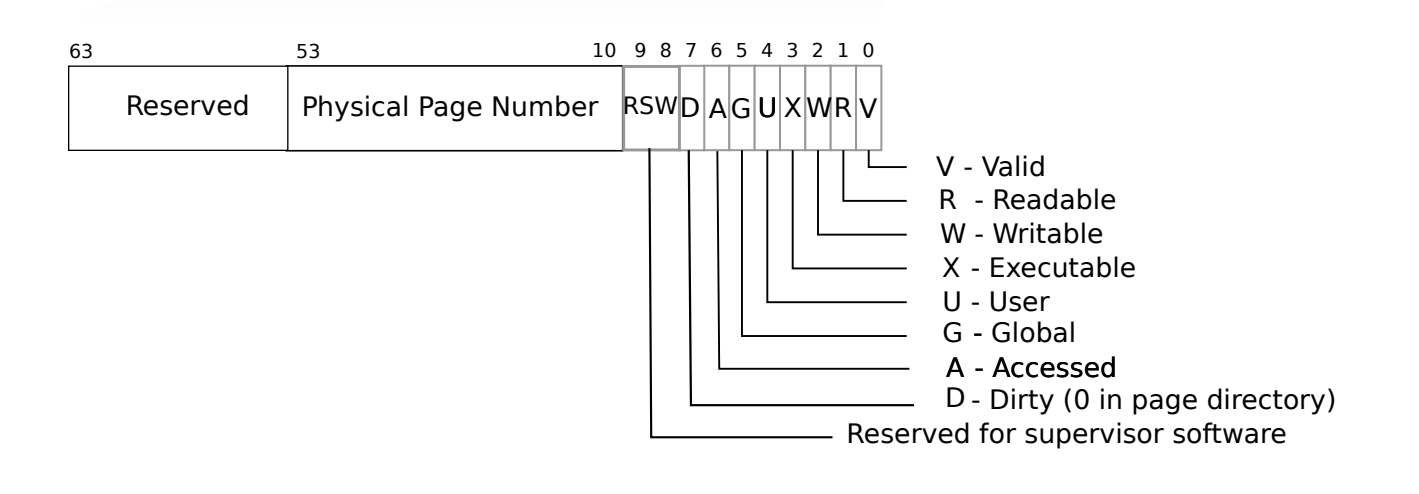 63 53 10 9 8 7 6 5 4 3 2 1 0
Reserved Physical Page Number RSW D A G U X W R V
V - Valid
R - Readable
W - Writable
X - Executable
U - User
G - Global
A - Accessed
D - Dirty (0 in page directory)
Reserved for supervisor software